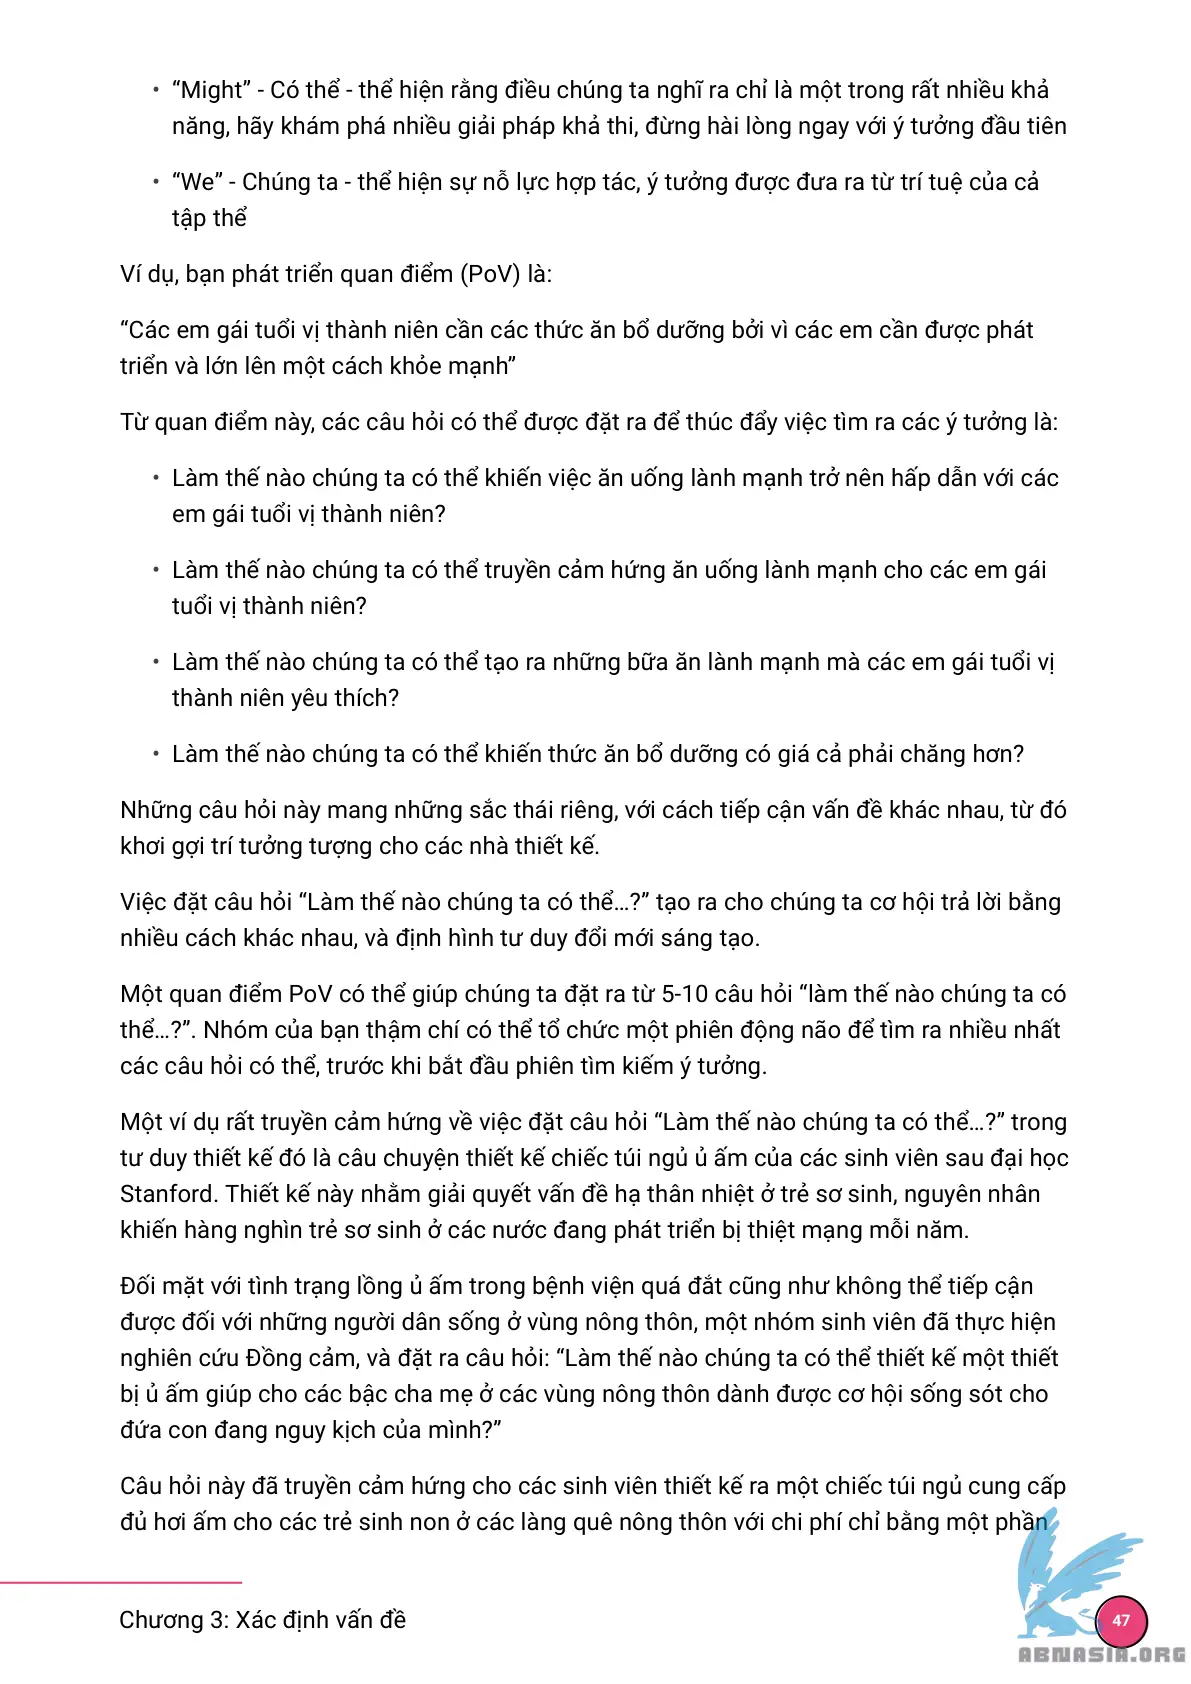 • “Might” - Có thể - thể hiện rằng điều chúng ta nghĩ ra chỉ là một trong rất nhiều khả
năng, hãy khám phá nhiều giải pháp khả thi, đừng hài lòng ngay với ý tưởng đầu tiên
• “We” - Chúng ta - thể hiện sự nỗ lực hợp tác, ý tưởng được đưa ra từ trí tuệ của cả
tập thể
Ví dụ, bạn phát triển quan điểm (PoV) là:
“Các em gái tuổi vị thành niên cần các thức ăn bổ dưỡng bởi vì các em cần được phát
triển và lớn lên một cách khỏe mạnh”
Từ quan điểm này, các câu hỏi có thể được đặt ra để thúc đẩy việc tìm ra các ý tưởng là:
• Làm thế nào chúng ta có thể khiến việc ăn uống lành mạnh trở nên hấp dẫn với các
em gái tuổi vị thành niên?
• Làm thế nào chúng ta có thể truyền cảm hứng ăn uống lành mạnh cho các em gái
tuổi vị thành niên?
• Làm thế nào chúng ta có thể tạo ra những bữa ăn lành mạnh mà các em gái tuổi vị
thành niên yêu thích?
• Làm thế nào chúng ta có thể khiến thức ăn bổ dưỡng có giá cả phải chăng hơn?
Những câu hỏi này mang những sắc thái riêng, với cách tiếp cận vấn đề khác nhau, từ đó
khơi gợi trí tưởng tượng cho các nhà thiết kế.
Việc đặt câu hỏi “Làm thế nào chúng ta có thể…?” tạo ra cho chúng ta cơ hội trả lời bằng
nhiều cách khác nhau, và định hình tư duy đổi mới sáng tạo.
Một quan điểm PoV có thể giúp chúng ta đặt ra từ 5-10 câu hỏi “làm thế nào chúng ta có
thể…?”. Nhóm của bạn thậm chí có thể tổ chức một phiên động não để tìm ra nhiều nhất
các câu hỏi có thể, trước khi bắt đầu phiên tìm kiếm ý tưởng.
Một ví dụ rất truyền cảm hứng về việc đặt câu hỏi “Làm thế nào chúng ta có thể…?” trong
tư duy thiết kế đó là câu chuyện thiết kế chiếc túi ngủ ủ ấm của các sinh viên sau đại học
Stanford. Thiết kế này nhằm giải quyết vấn đề hạ thân nhiệt ở trẻ sơ sinh, nguyên nhân
khiến hàng nghìn trẻ sơ sinh ở các nước đang phát triển bị thiệt mạng mỗi năm.
Đối mặt với tình trạng lồng ủ ấm trong bệnh viện quá đắt cũng như không thể tiếp cận
được đối với những người dân sống ở vùng nông thôn, một nhóm sinh viên đã thực hiện
nghiên cứu Đồng cảm, và đặt ra câu hỏi: “Làm thế nào chúng ta có thể thiết kế một thiết
bị ủ ấm giúp cho các bậc cha mẹ ở các vùng nông thôn dành được cơ hội sống sót cho
đứa con đang nguy kịch của mình?”
Câu hỏi này đã truyền cảm hứng cho các sinh viên thiết kế ra một chiếc túi ngủ cung cấp
đủ hơi ấm cho các trẻ sinh non ở các làng quê nông thôn với chi phí chỉ bằng một phần
Chương 3: Xác định vấn đề
47
ABNASIA.ORG